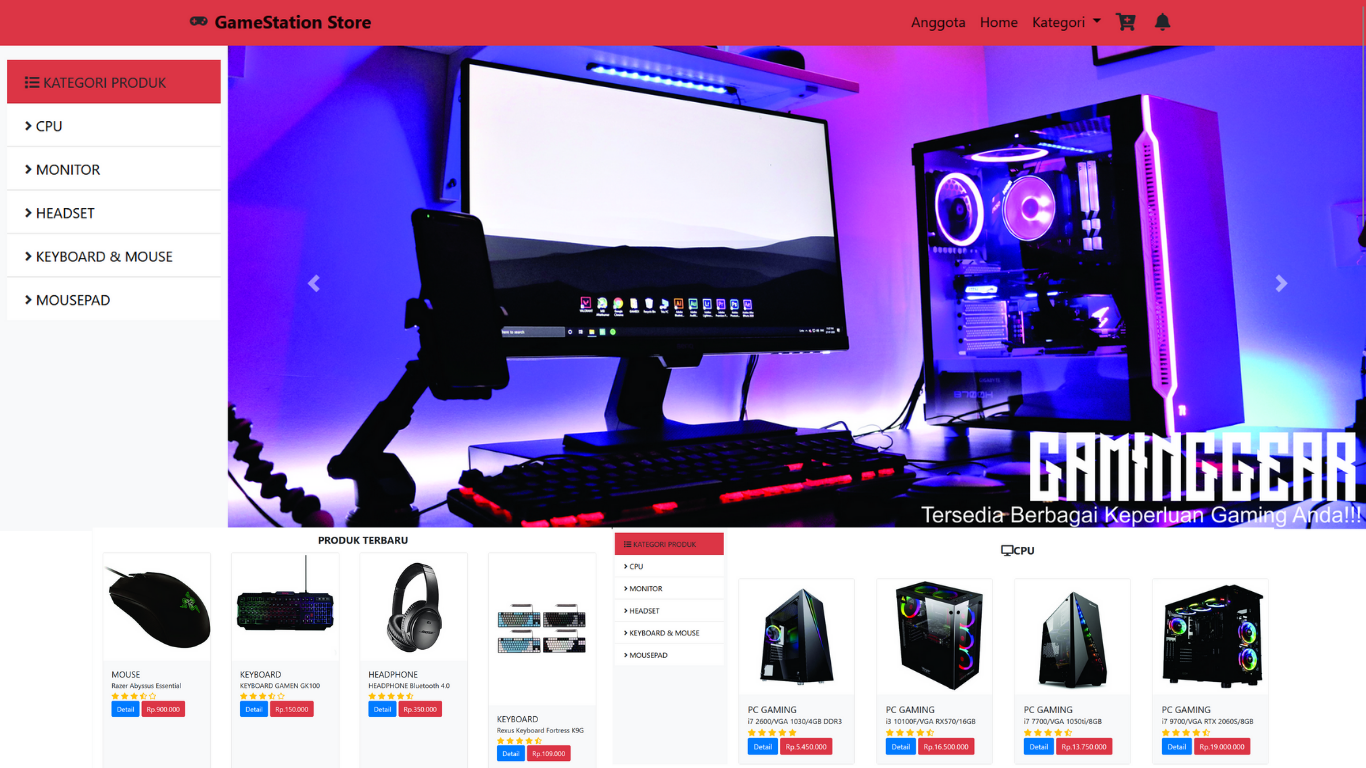 GameStation Store
Anggota Home Kategori
KATEGORI PRODUK
CPU
MONITOR
HEADSET
KEYBOARD & MOUSE
MOUSEPAD
GAMINGGEAR
Tersedia Berbagai Keperluan Gaming Anda!!!
PRODUK TERBARU
MOUSE
Razer Abyssus Essential
Detail Rp.900.000
KEYBOARD
KEYBOARD GAMEN GK100
Detail Rp.150.000
HEADPHONE
HEADPHONE Bluetooth 4.0
Detail Rp.350.000
KEYBOARD
Rexus Keyboard Fortress K9G
Detail Rp.109.000
KATEGORI PRODUK
CPU
MONITOR
HEADSET
KEYBOARD & MOUSE
MOUSEPAD
CPU
PC GAMING
i7 2600/VGA 1030/4GB DDR3
Detail Rp.5.450.000
PC GAMING
i3 10100F/VGA RX570/16GB
Detail Rp.16.500.000
PC GAMING
i7 7700/VGA 1050ti/8GB
Detail Rp.13.750.000
PC GAMING
i7 9700/VGA RTX 2060S/8GB
Detail Rp.19.000.000